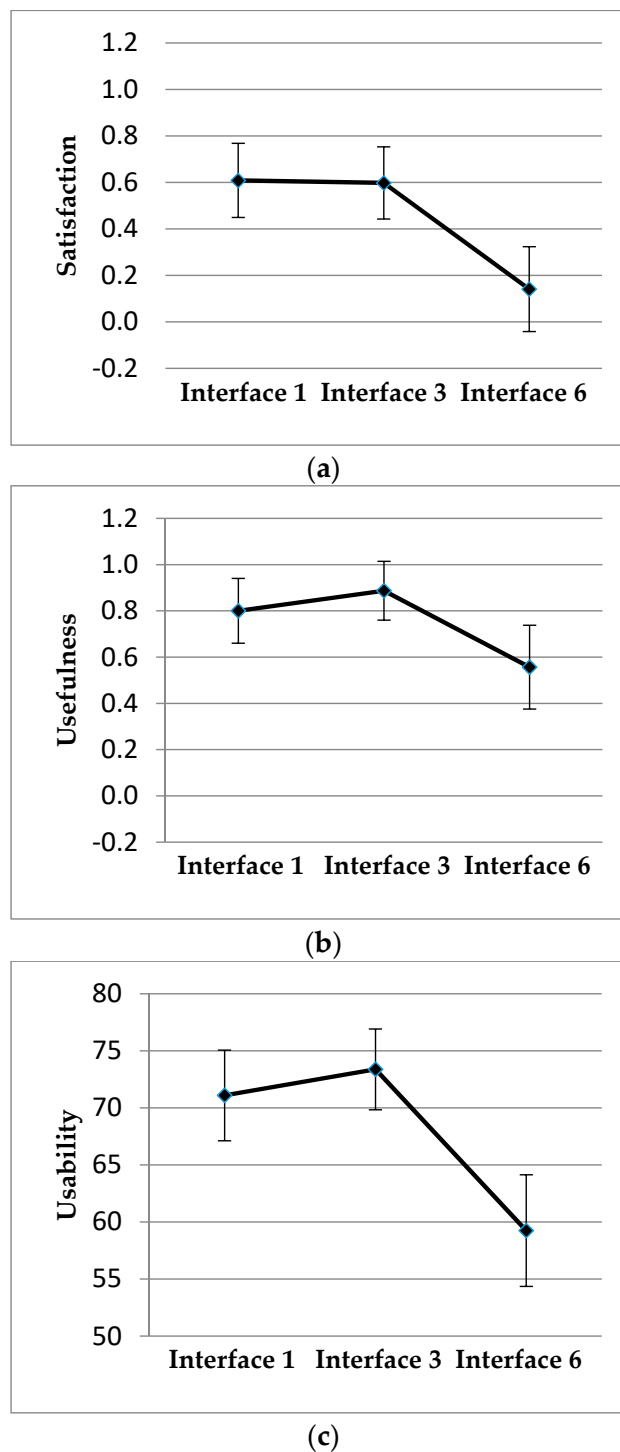 Satisfaction
1.2
1.0
0.8
0.6
0.4
0.2
0.0
-0.2
Interface 1 Interface 3 Interface 6
(a)
Usefulness
1.2
1.0
0.8
0.6
0.4
0.2
0.0
-0.2
Interface 1 Interface 3 Interface 6
(b)
Usability
80
75
70
65
60
55
50
Interface 1 Interface 3 Interface 6
(c)